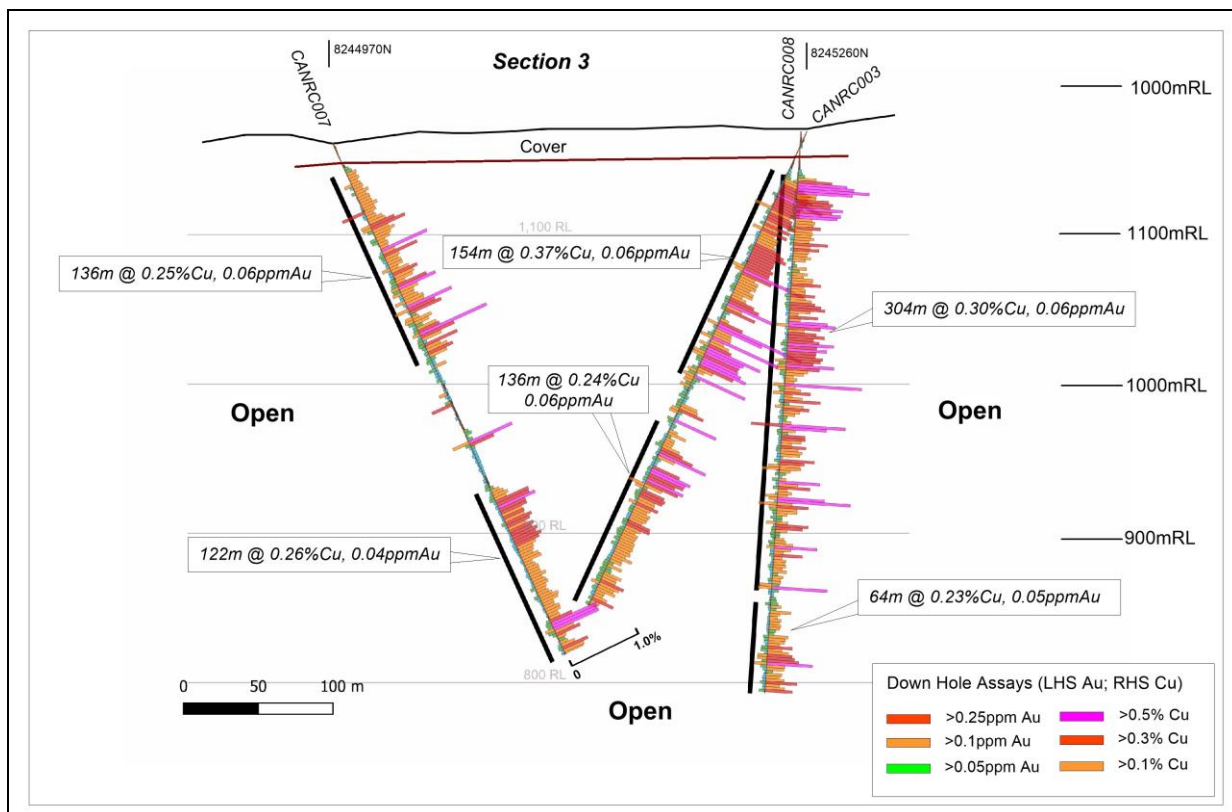 8244970N
Section 3
CANRC008
8245260N
CANRC007
CANRC003
1000mRL
Cover
1,100 RL
1100mRL
136m @ 0.25%Cu, 0.06ppmAu
154m @ 0.37%Cu, 0.06ppmAu
304m @ 0.30%Cu, 0.06ppmAu
136m @ 0.24%Cu
0.06ppmAu
1000mRL
Open
Open
00 RL
900mRL
122m @ 0.26%Cu, 0.04ppmAu
64m @ 0.23%Cu, 0.05ppmAu
1.0%
0
800 RL
0
50
100 m
Open
Down Hole Assays (LHS Au; RHS Cu)
>0.25ppm Au
>0.5% Cu
>0.1ppm Au
>0.3% Cu
>0.05ppm Au
>0.1% Cu